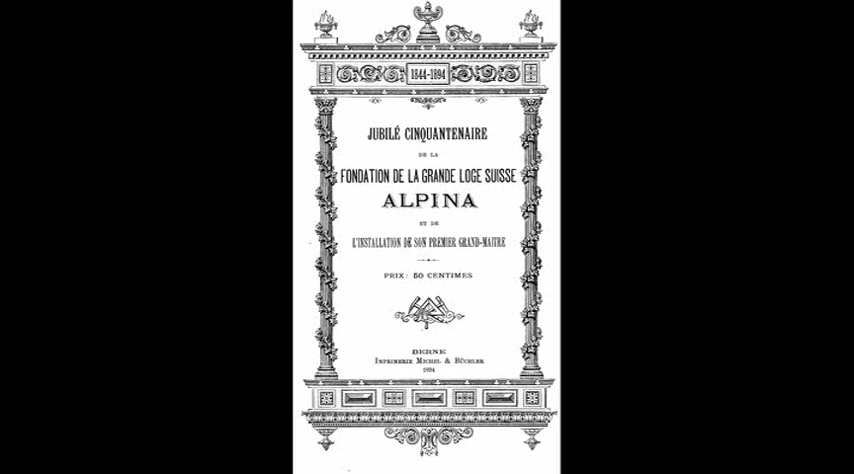 1844-1894
JUBILÉ CINQUANTENAIRE
DE LA
FONDATION DE LA GRANDE LOGE SUISSE
ALPINA
ET DE
L'INSTALLATION DE SON PREMIER GRAND-MAITRE
PRIX: 50 CENTIMES
BERNE
IMPRIMERIE MICHEL & BÜCHLER
1894